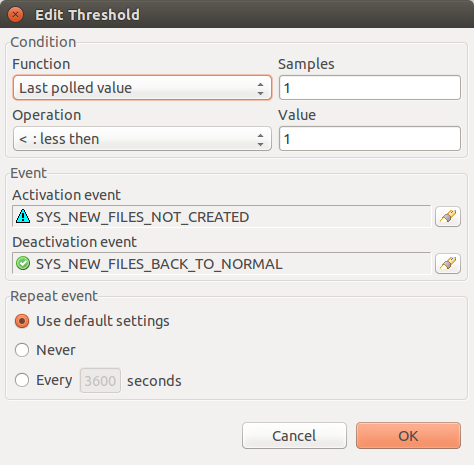 Edit Threshold
Condition
Function Samples
Last polled value 1
Operation Value
< : less then 1
Event
Activation event
SYS_NEW_FILES_NOT_CREATED
Deactivation event
SYS_NEW_FILES_BACK_TO_NORMAL
Repeat event
Use default settings
Never
Every 3600 seconds
Cancel OK